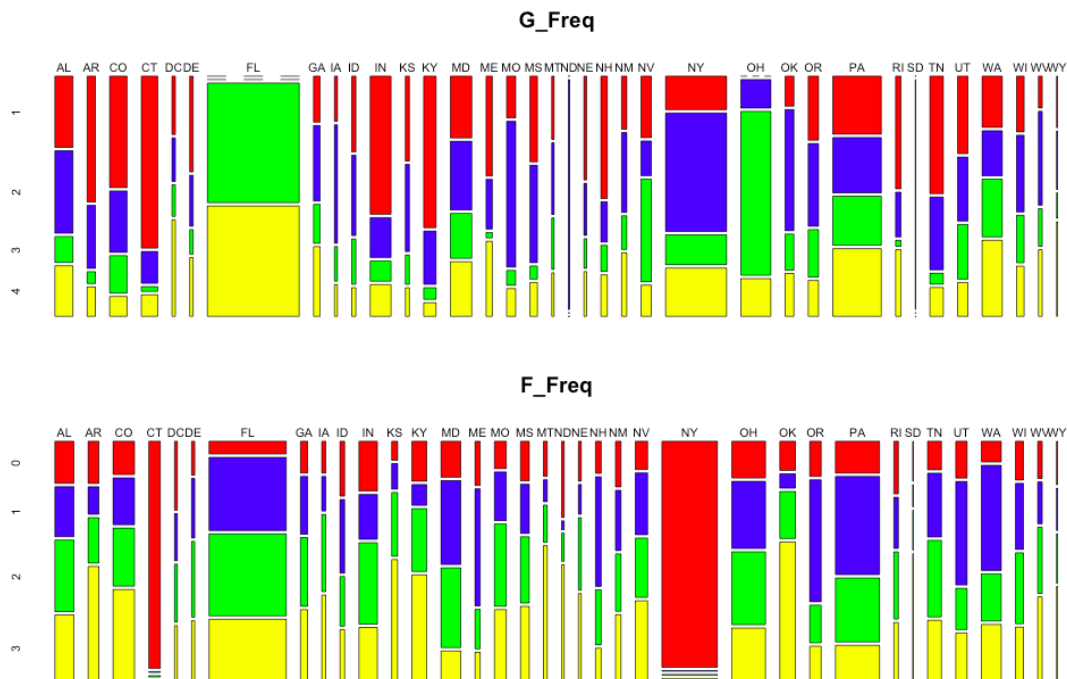 G_Freq
AL AR CO CT DC DE FL GA IA ID IN KS KY MD ME MO MS MT ND NE NH NM NV NY OH OK OR PA RI SD TN UT WA WI WV WY
1
2
3
4
F_Freq
AL AR CO CT DC DE FL GA IA ID IN KS KY MD ME MO MS MT ND NE NH NM NV NY OH OK OR PA RI SD TN UT WA WI WV WY
0
1
2
3